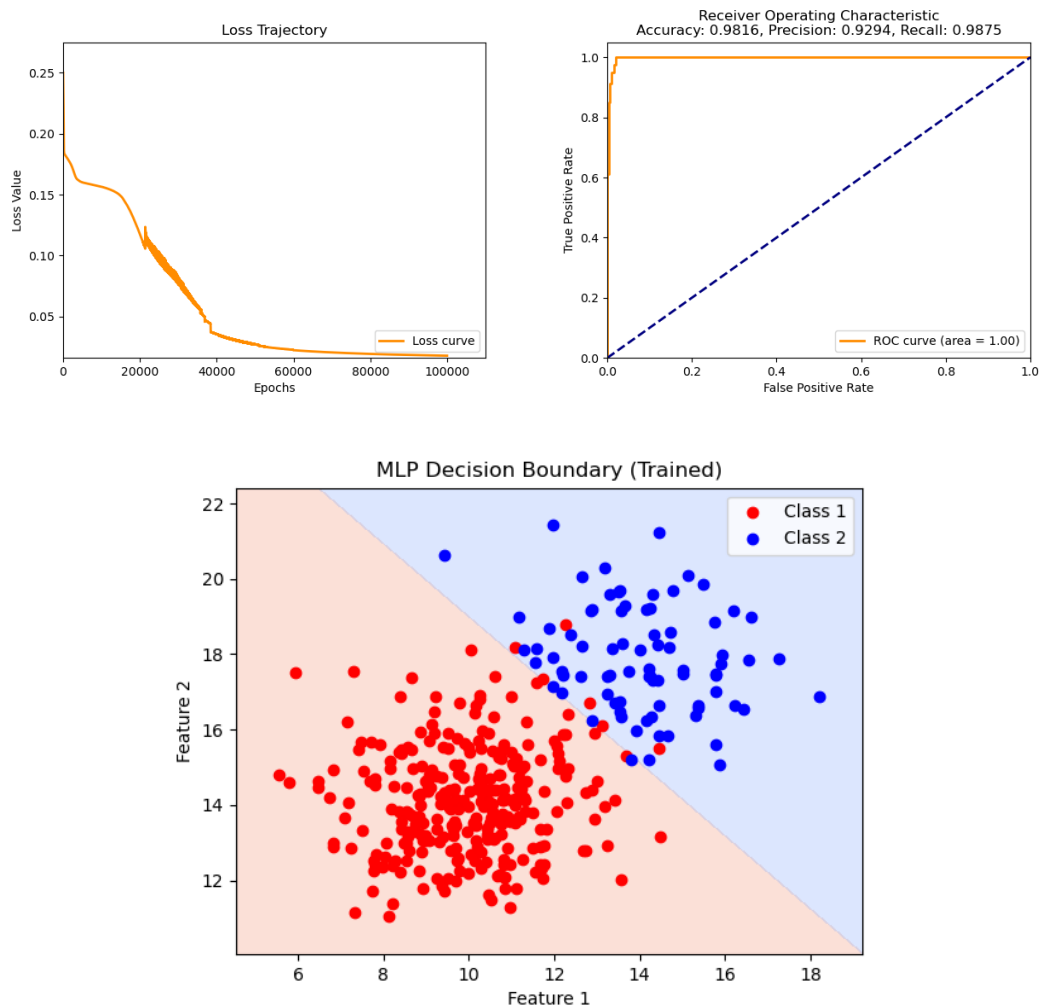 Loss Trajectory
0.25
0.20
0.15
0.10
0.05
Loss Value
Loss curve
0
20000
40000
60000
80000
100000
Epochs
Receiver Operating Characteristic
Accuracy: 0.9816, Precision: 0.9294, Recall: 0.9875
1.0
0.8
0.6
0.4
0.2
0.0
True Positive Rate
ROC curve (area = 1.00)
0.0
0.2
0.4
0.6
0.8
1.0
False Positive Rate
MLP Decision Boundary (Trained)
Class 1
Class 2
22
20
18
16
14
12
Feature 2
6
8
10
12
14
16
18
Feature 1